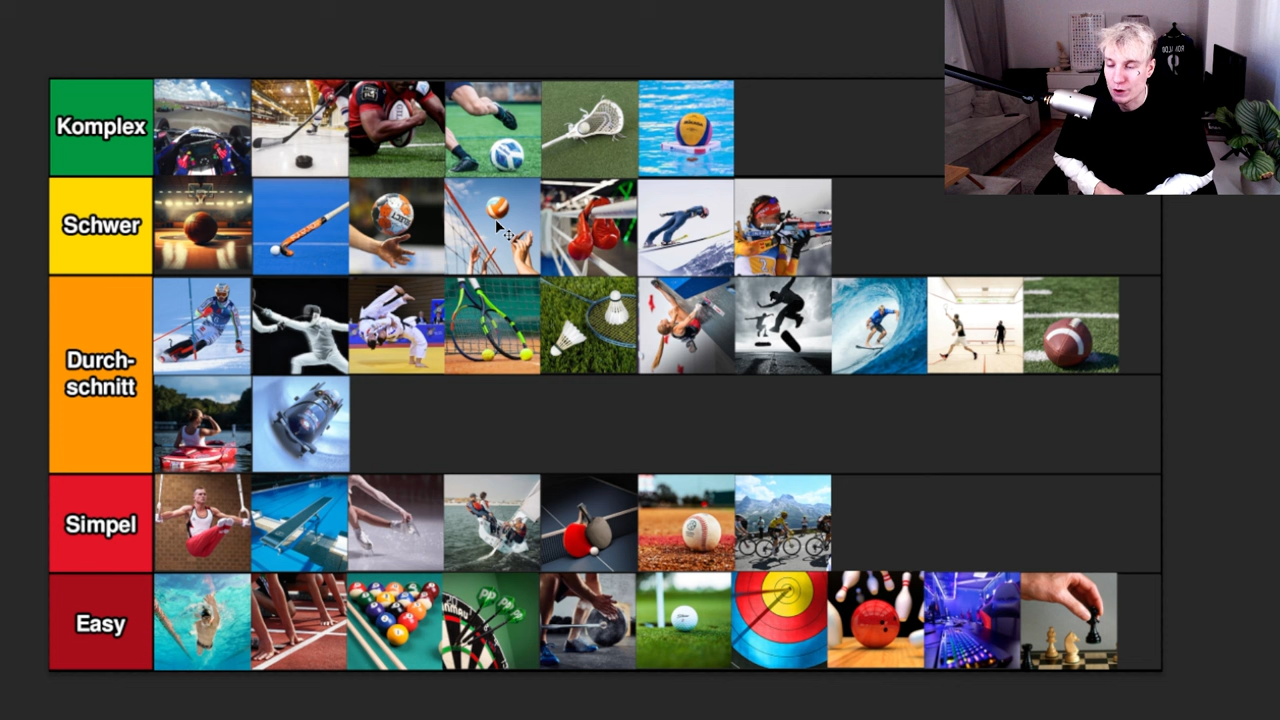 Komplex
Schwer
Durch-
schnitt
Simpel
Easy